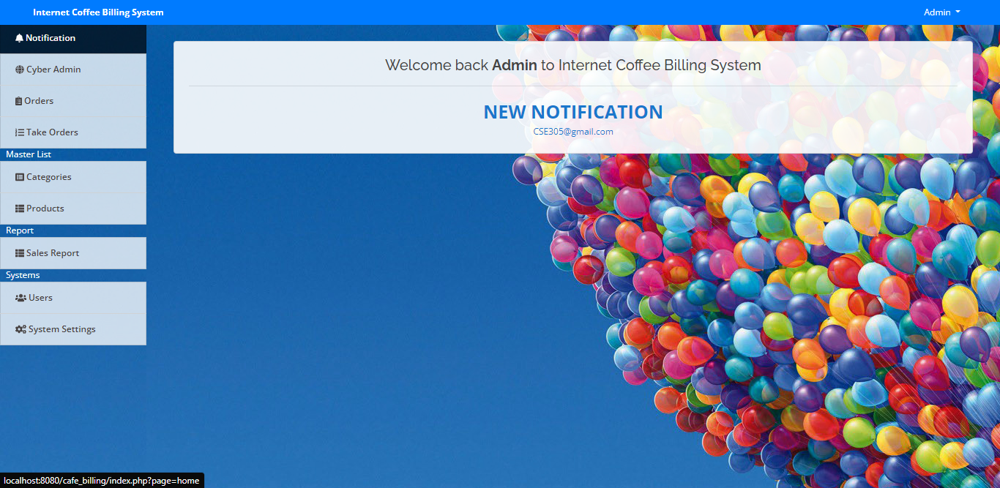 Internet Coffee Billing System
Admin
Notification
Cyber Admin
Orders
Take Orders
Master List
Categories
Products
Report
Sales Report
Systems
Users
System Settings
Welcome back Admin to Internet Coffee Billing System
NEW NOTIFICATION
CSE305@gmail.com
localhost:8080/cafe_billing/index.php?page=home